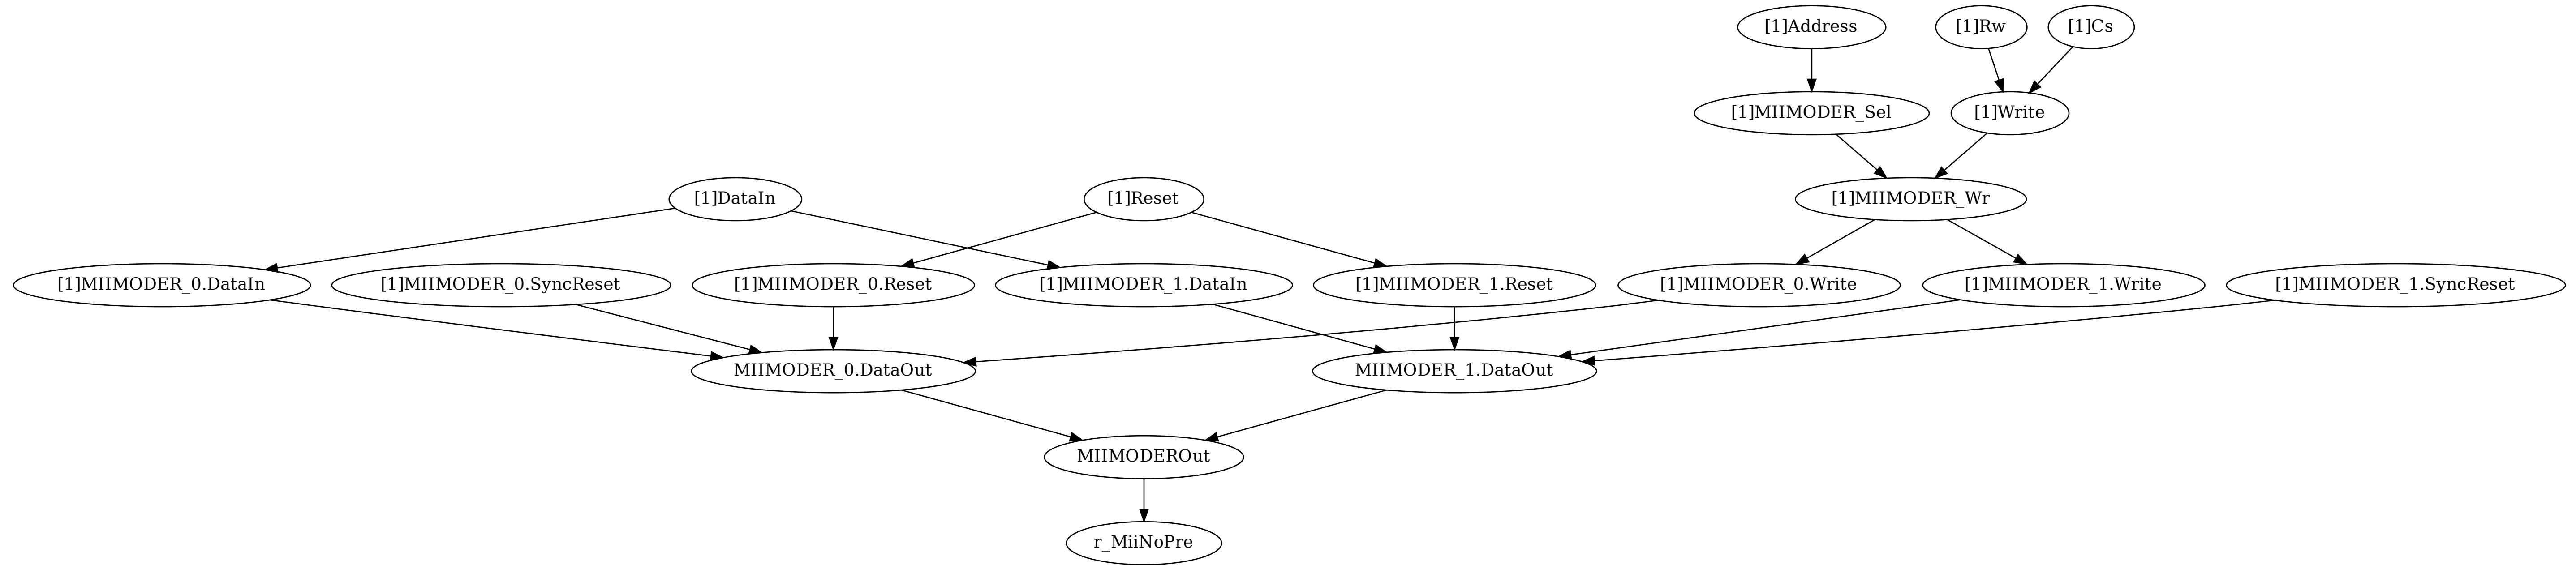 [1]Address
[1]Rw
[1]Cs
[1]MIIMODER_Sel
[1]Write
[1]DataIn
[1]Reset
[1]MIIMODER_Wr
[1]MIIMODER_0.DataIn
[1]MIIMODER_0.SyncReset
[1]MIIMODER_0.Reset
[1]MIIMODER_1.DataIn
[1]MIIMODER_1.Reset
[1]MIIMODER_0.Write
[1]MIIMODER_1.Write
[1]MIIMODER_1.SyncReset
MIIMODER_0.DataOut
MIIMODER_1.DataOut
MIIMODEROut
r_MiiNoPre